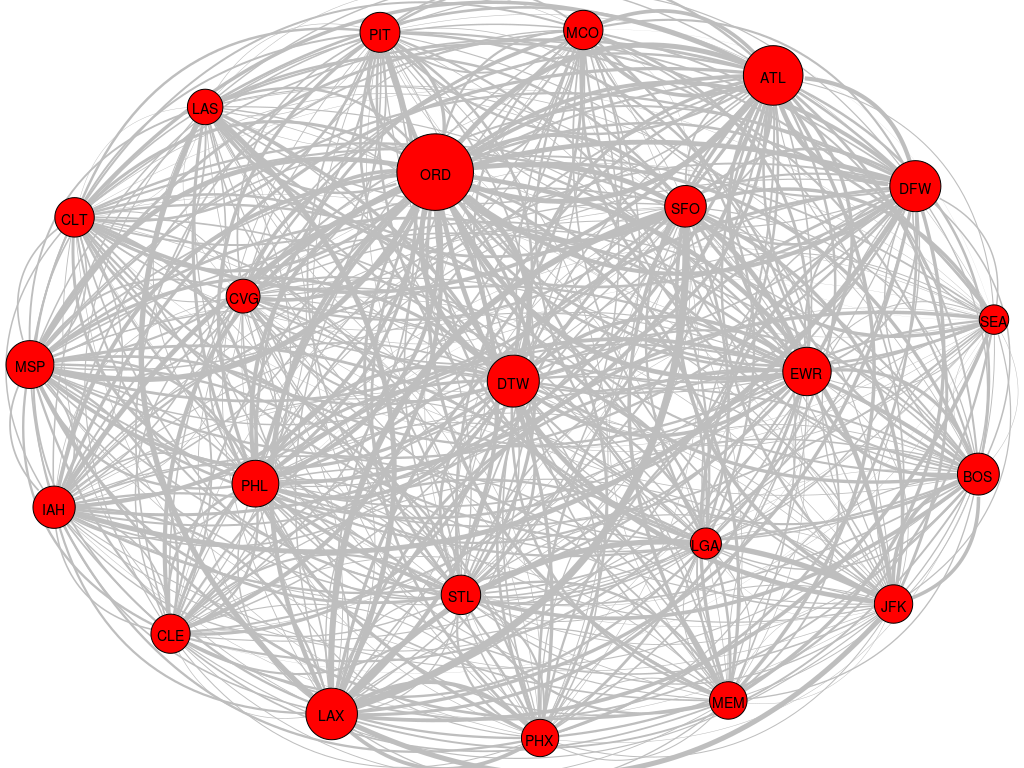 PIT
MCO
ATL
LAS
ORD
DFW
SFO
CLT
CVG
SEA
MSP
DTW
EWR
BOS
PHL
IAH
LGA
STL
JFK
CLE
MEM
LAX
PHX